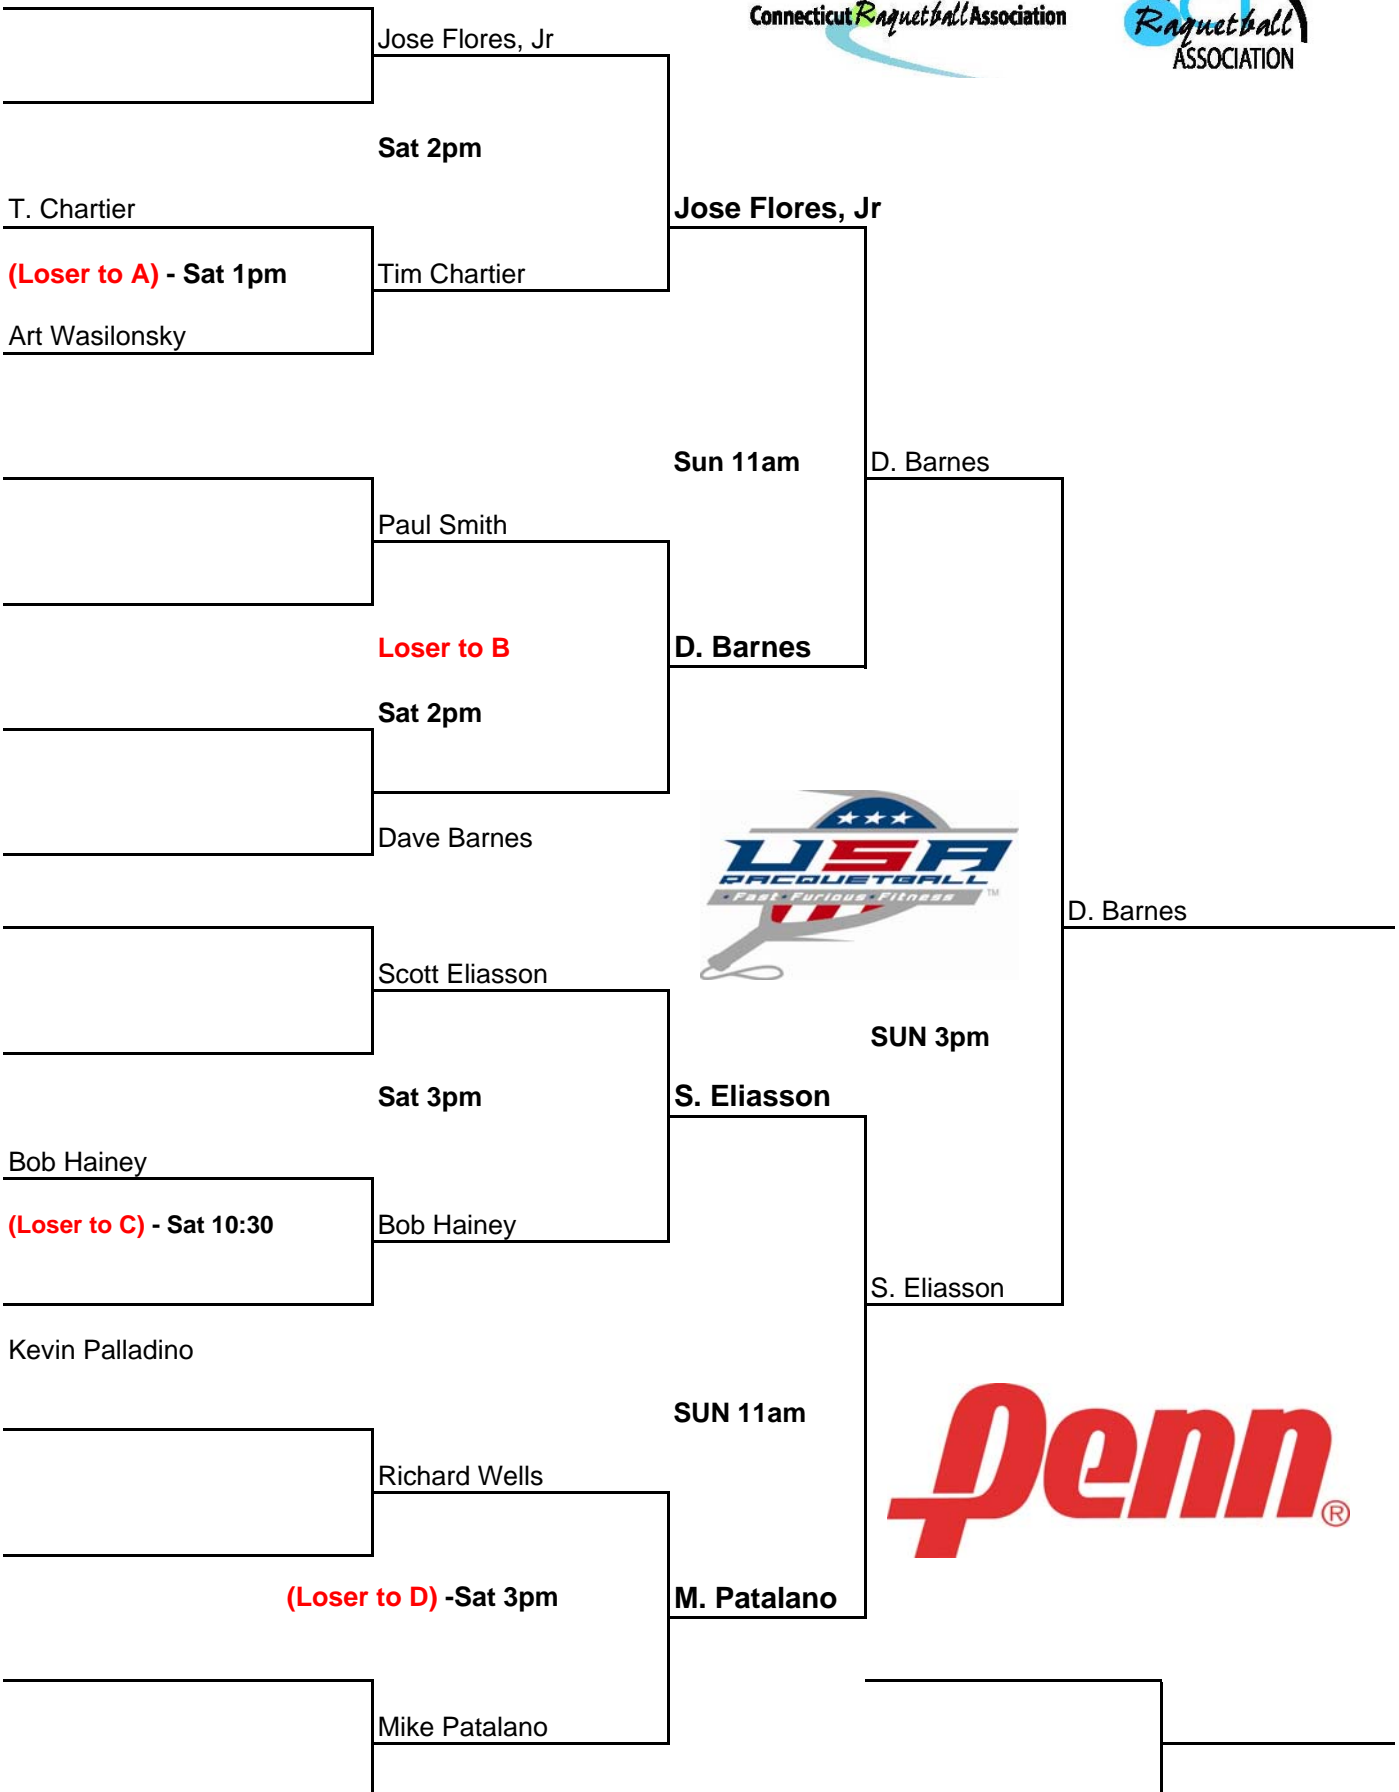 Connecticut Raquetball Association
Raquetball
ASSOCIATION
Jose Flores, Jr
Sat 2pm
T. Chartier
Jose Flores, Jr
(Loser to A) - Sat 1pm
Tim Chartier
Art Wasilonsky
Sun 11am
D. Barnes
Paul Smith
Loser to B
D. Barnes
Sat 2pm
Dave Barnes
USA
RACQUETBALL
• Fast • Furious • Fitness
TM
D. Barnes
Scott Eliasson
SUN 3pm
Sat 3pm
S. Eliasson
Bob Hainey
(Loser to C) - Sat 10:30
Bob Hainey
S. Eliasson
Kevin Palladino
SUN 11am
Penn®
Richard Wells
(Loser to D) -Sat 3pm
M. Patalano
Mike Patalano